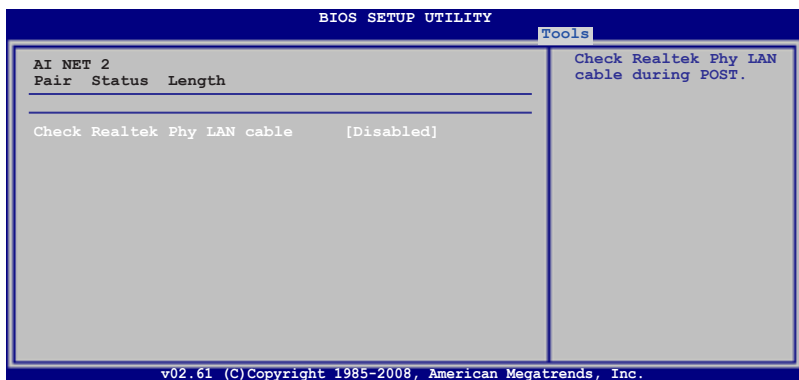 BIOS SETUP UTILITY
Tools
AI NET 2
Pair Status Length
Check Realtek Phy LAN cable [Disabled]
Check Realtek Phy LAN
cable during POST.
v02.61 (C)Copyright 1985-2008, American Megatrends, Inc.